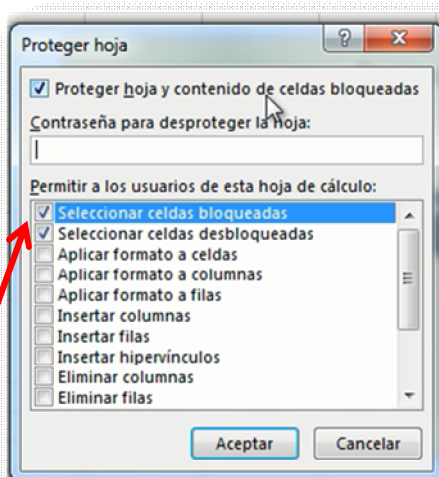 Proteger hoja
Proteger hoja y contenido de celdas bloqueadas
Contraseña para desproteger la hoja:
Permitir a los usuarios de esta hoja de cálculo:
Seleccionar celdas bloqueadas
Seleccionar celdas desbloqueadas
Aplicar formato a celdas
Aplicar formato a columnas
Aplicar formato a filas
Insertar columnas
Insertar filas
Insertar hipervínculos
Eliminar columnas
Eliminar filas
Aceptar
Cancelar